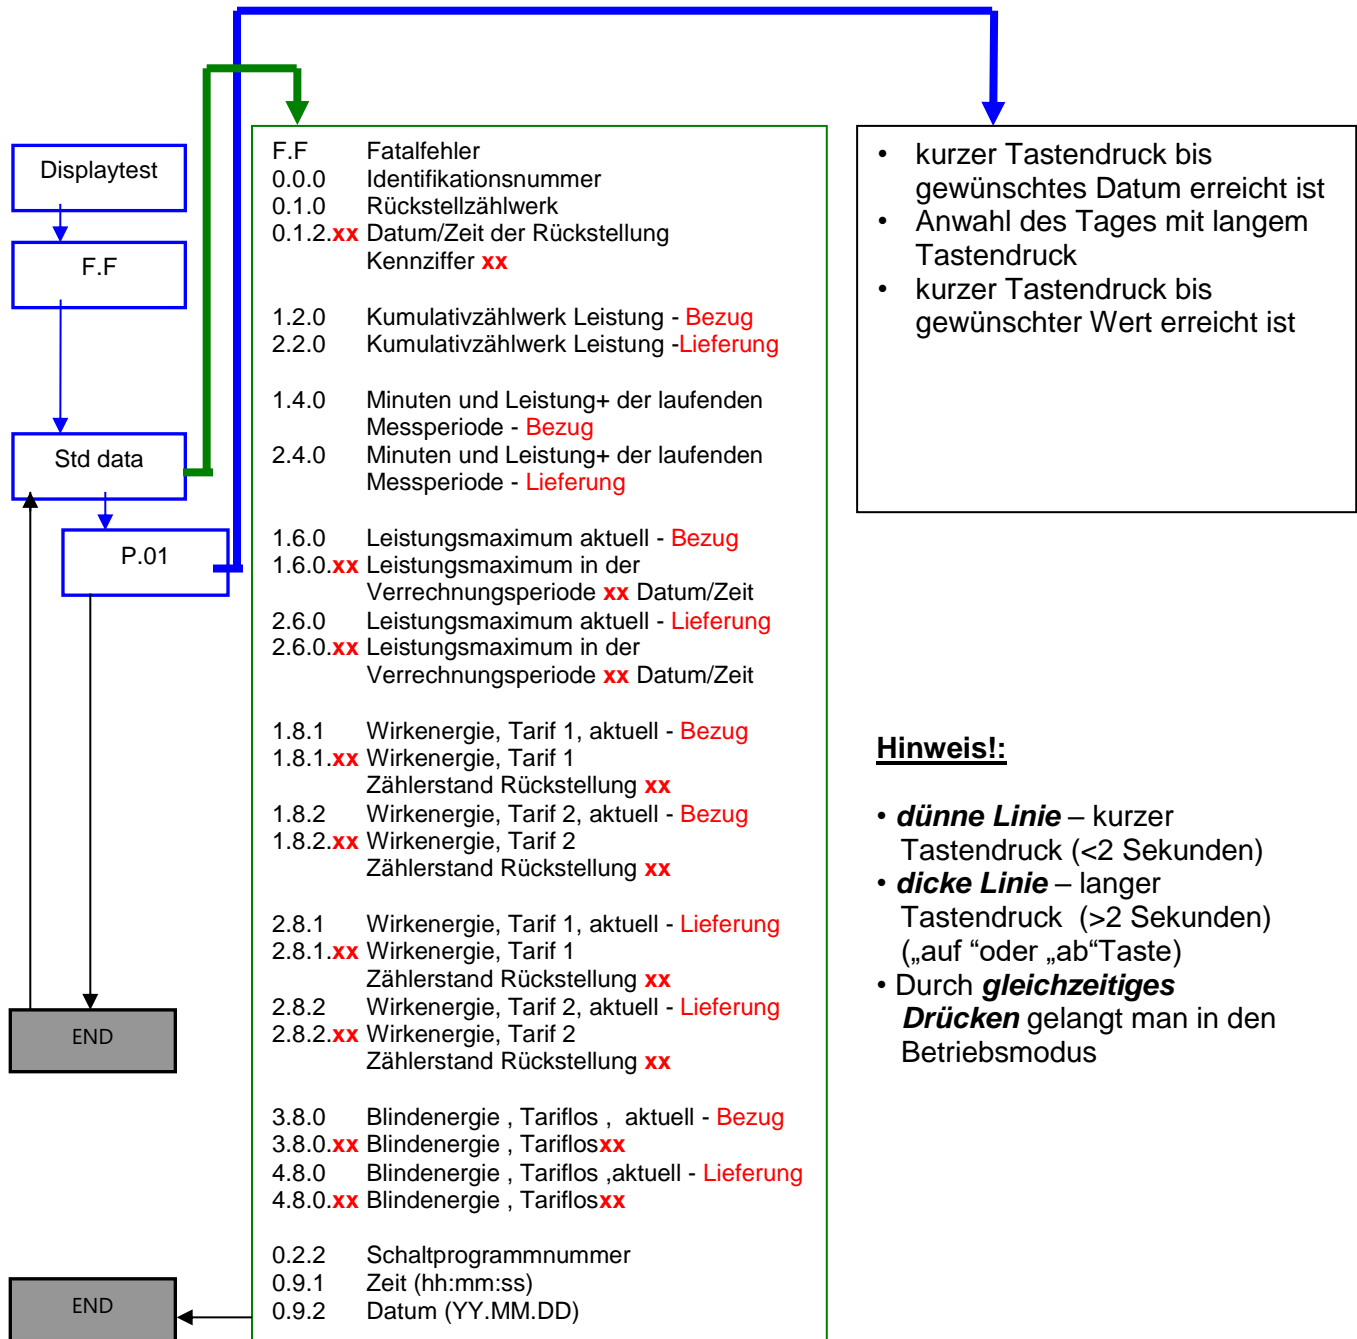 Displaytest
F.F
Std data
P.01
END
END
F.F Fatalfehler
0.0.0 Identifikationsnummer
0.1.0 Rückstellzählwerk
0.1.2.xx Datum/Zeit der Rückstellung
Kennziffer xx
1.2.0 Kumulativzählwerk Leistung - Bezug
2.2.0 Kumulativzählwerk Leistung -Lieferung
1.4.0 Minuten und Leistung+ der laufenden
Messperiode - Bezug
2.4.0 Minuten und Leistung+ der laufenden
Messperiode - Lieferung
1.6.0 Leistungsmaximum aktuell - Bezug
1.6.0.xx Leistungsmaximum in der
Verrechnungsperiode xx Datum/Zeit
2.6.0 Leistungsmaximum aktuell - Lieferung
2.6.0.xx Leistungsmaximum in der
Verrechnungsperiode xx Datum/Zeit
1.8.1 Wirkenergie, Tarif 1, aktuell - Bezug
1.8.1.xx Wirkenergie, Tarif 1
Zählerstand Rückstellung xx
1.8.2 Wirkenergie, Tarif 2, aktuell - Bezug
1.8.2.xx Wirkenergie, Tarif 2
Zählerstand Rückstellung xx
2.8.1 Wirkenergie, Tarif 1, aktuell - Lieferung
2.8.1.xx Wirkenergie, Tarif 1
Zählerstand Rückstellung xx
2.8.2 Wirkenergie, Tarif 2, aktuell - Lieferung
2.8.2.xx Wirkenergie, Tarif 2
Zählerstand Rückstellung xx
3.8.0 Blindenergie , Tariflos , aktuell - Bezug
3.8.0.xx Blindenergie , Tariflosxx
4.8.0 Blindenergie , Tariflos ,aktuell - Lieferung
4.8.0.xx Blindenergie , Tariflosxx
0.2.2 Schaltprogrammnummer
0.9.1 Zeit (hh:mm:ss)
0.9.2 Datum (YY.MM.DD)
• kurzer Tastendruck bis
gewünschtes Datum erreicht ist
• Anwahl des Tages mit langem
Tastendruck
• kurzer Tastendruck bis
gewünschter Wert erreicht ist
Hinweis!:
• dünne Linie – kurzer
Tastendruck (<2 Sekunden)
• dicke Linie – langer
Tastendruck (>2 Sekunden)
(„auf “oder „ab“Taste)
• Durch gleichzeitiges
Drücken gelangt man in den
Betriebsmodus